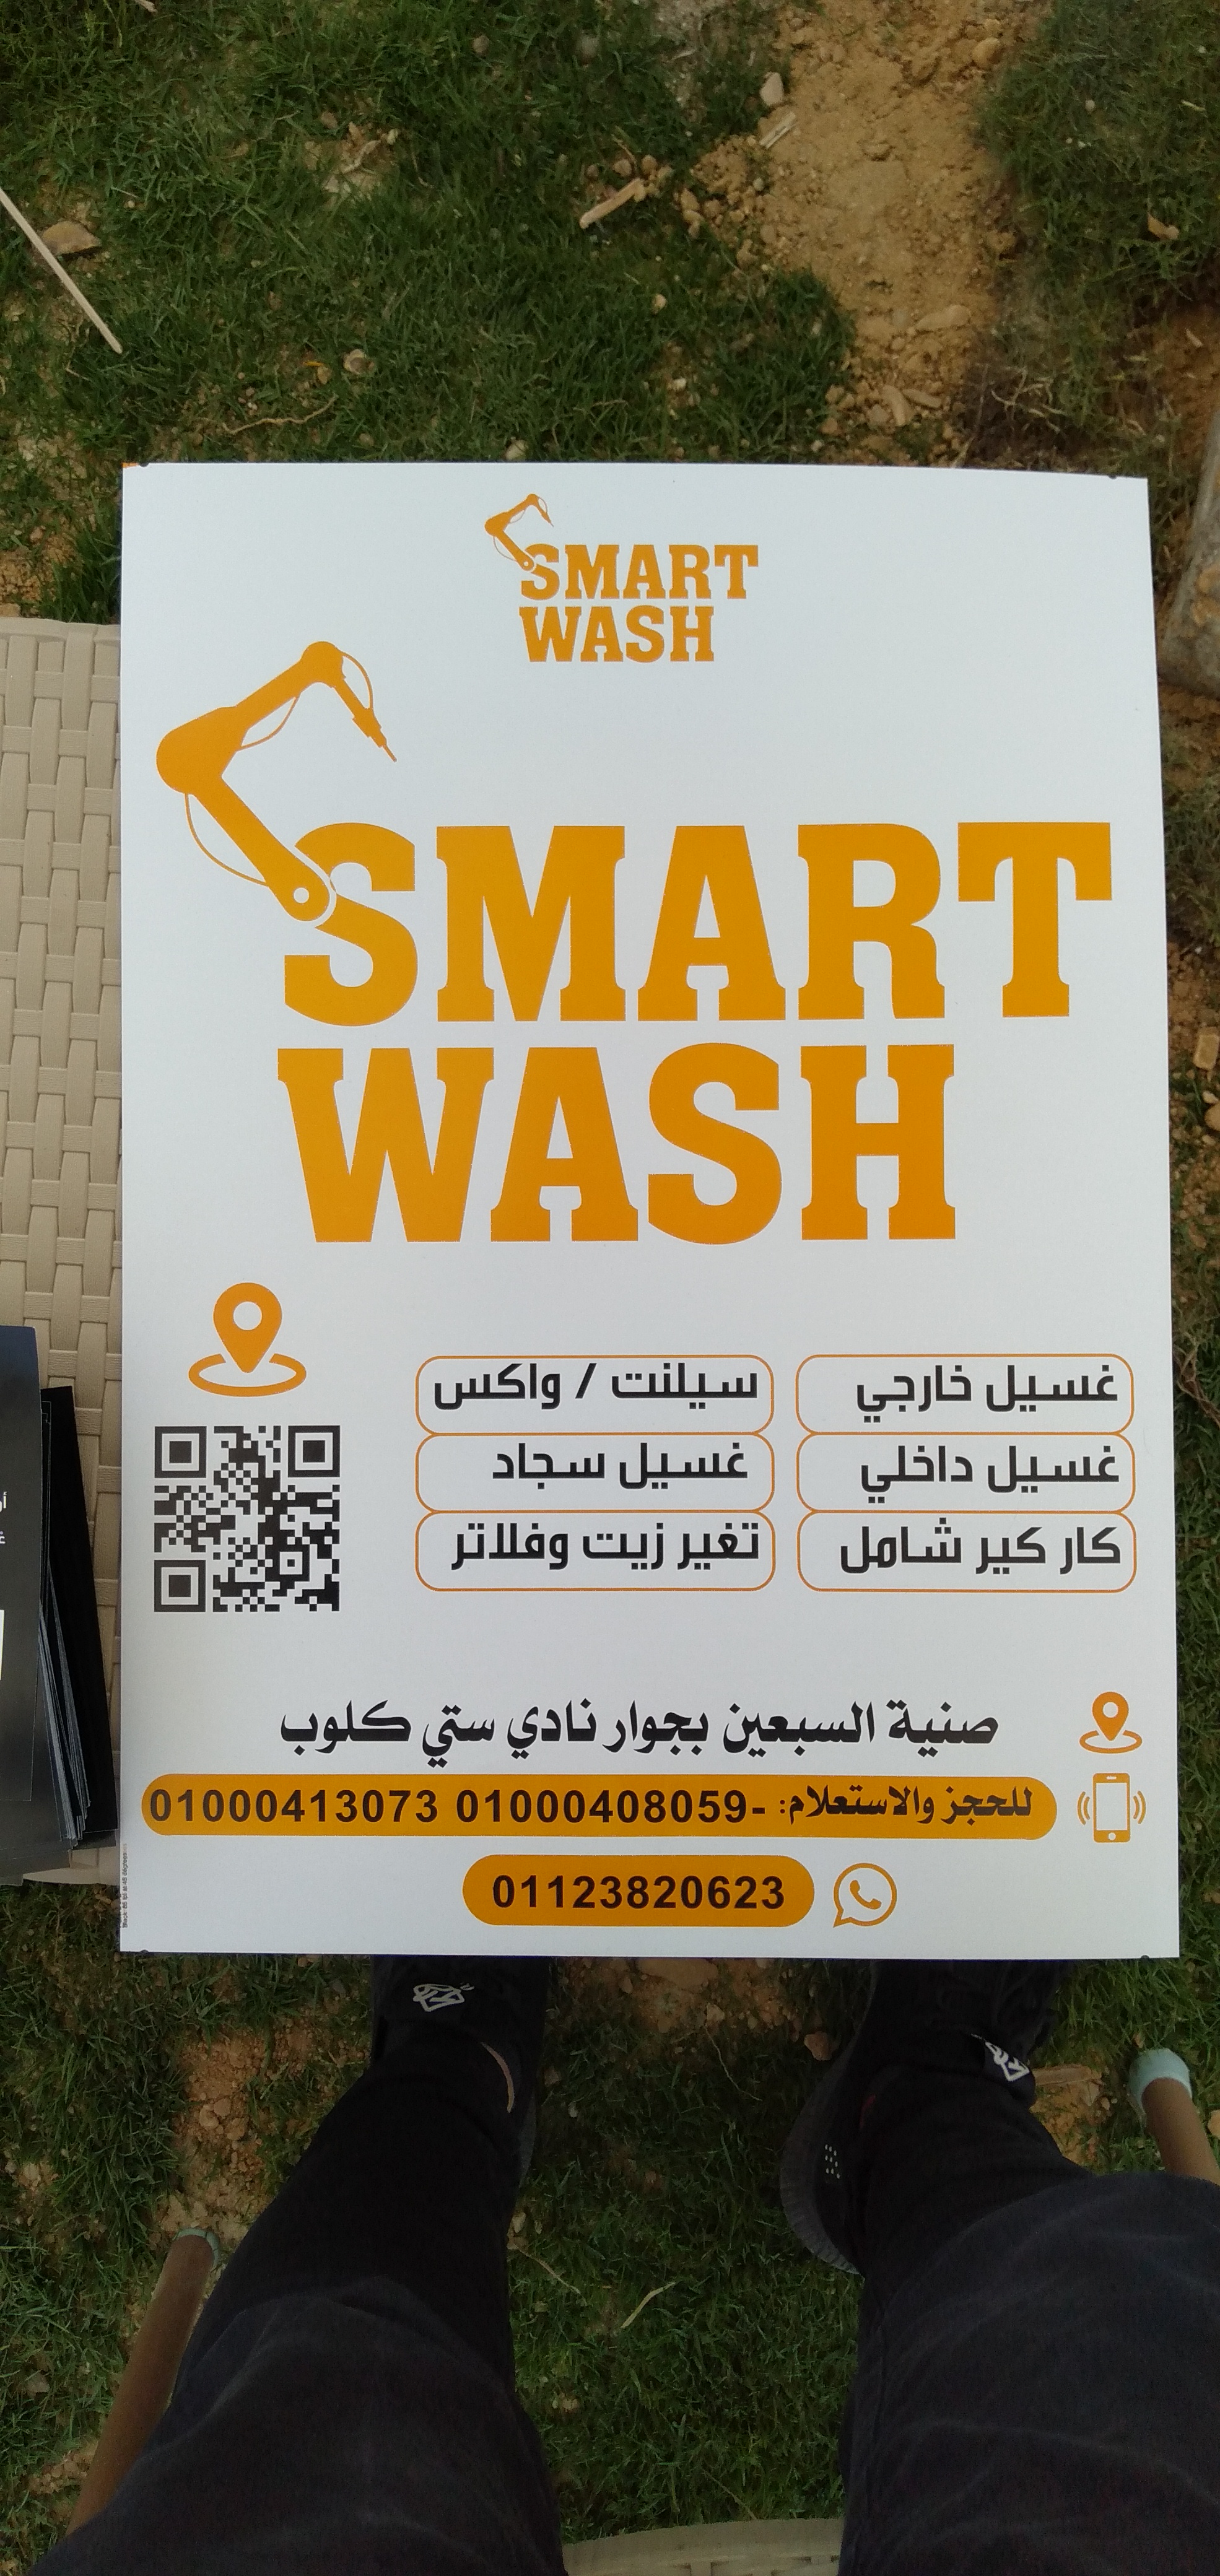 SMART
WASH
SMART
WASH
غسيل خارجي
سيلنت / واكس
غسيل داخلي
غسيل سجاد
كار كير شامل
تغير زيت وفلاتر
صنية السبعين بجوار نادي ستي كلوب
للحجز والاستعلام: -01000408059 01000413073
01123820623